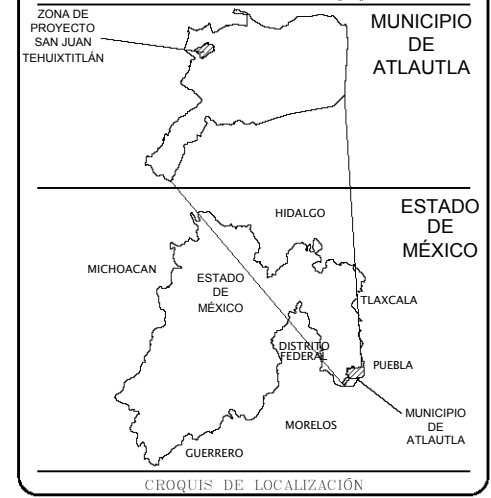 ZONA DE
PROYECTO
SAN JUAN
TEHUIXTITLÁN
MUNICIPIO
DE
ATLAUTLA
ESTADO
DE
MÉXICO
HIDALGO
MICHOACAN
ESTADO
DE
MÉXICO
TLAXCALA
DISTRITO
FEDERAL
PUEBLA
MUNICIPIO
DE
ATLAUTLA
MORELOS
GUERRERO
CROQUIS DE LOCALIZACIÓN